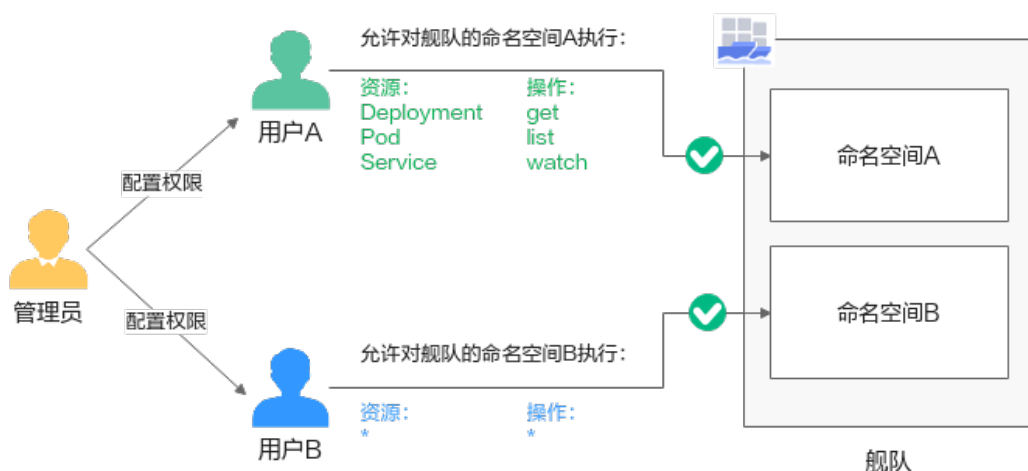 允许对舰队的命名空间A执行：
资源： 操作：
Deployment get
Pod list
Service watch
用户A
命名空间A
配置权限
管理员
配置权限
命名空间B
允许对舰队的命名空间B执行：
资源： 操作：
* *
用户B
舰队